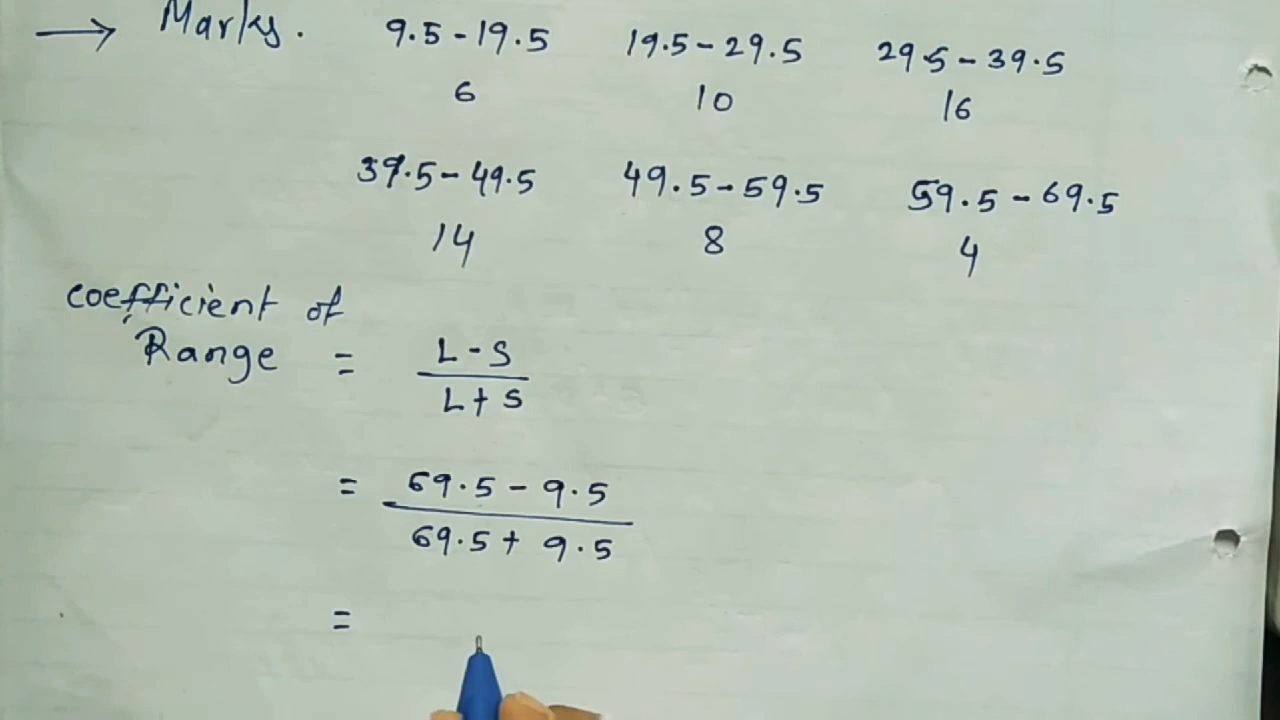 → Marks. 9.5-19.5 19.5-29.5 29.5-39.5
6 10 16
39.5-49.5 49.5-59.5 59.5-69.5
14 8 4
coefficient of
Range = L-S
L+S
= 69.5-9.5
69.5+9.5
=